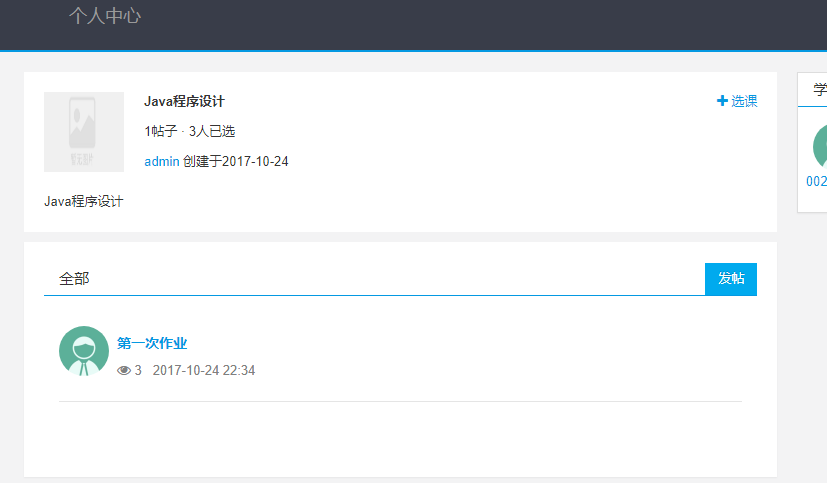 个人中心
Java程序设计
选课
1帖子 · 3人已选
admin 创建于2017-10-24
Java程序设计
全部
发帖
第一次作业
3 2017-10-24 22:34
学
002